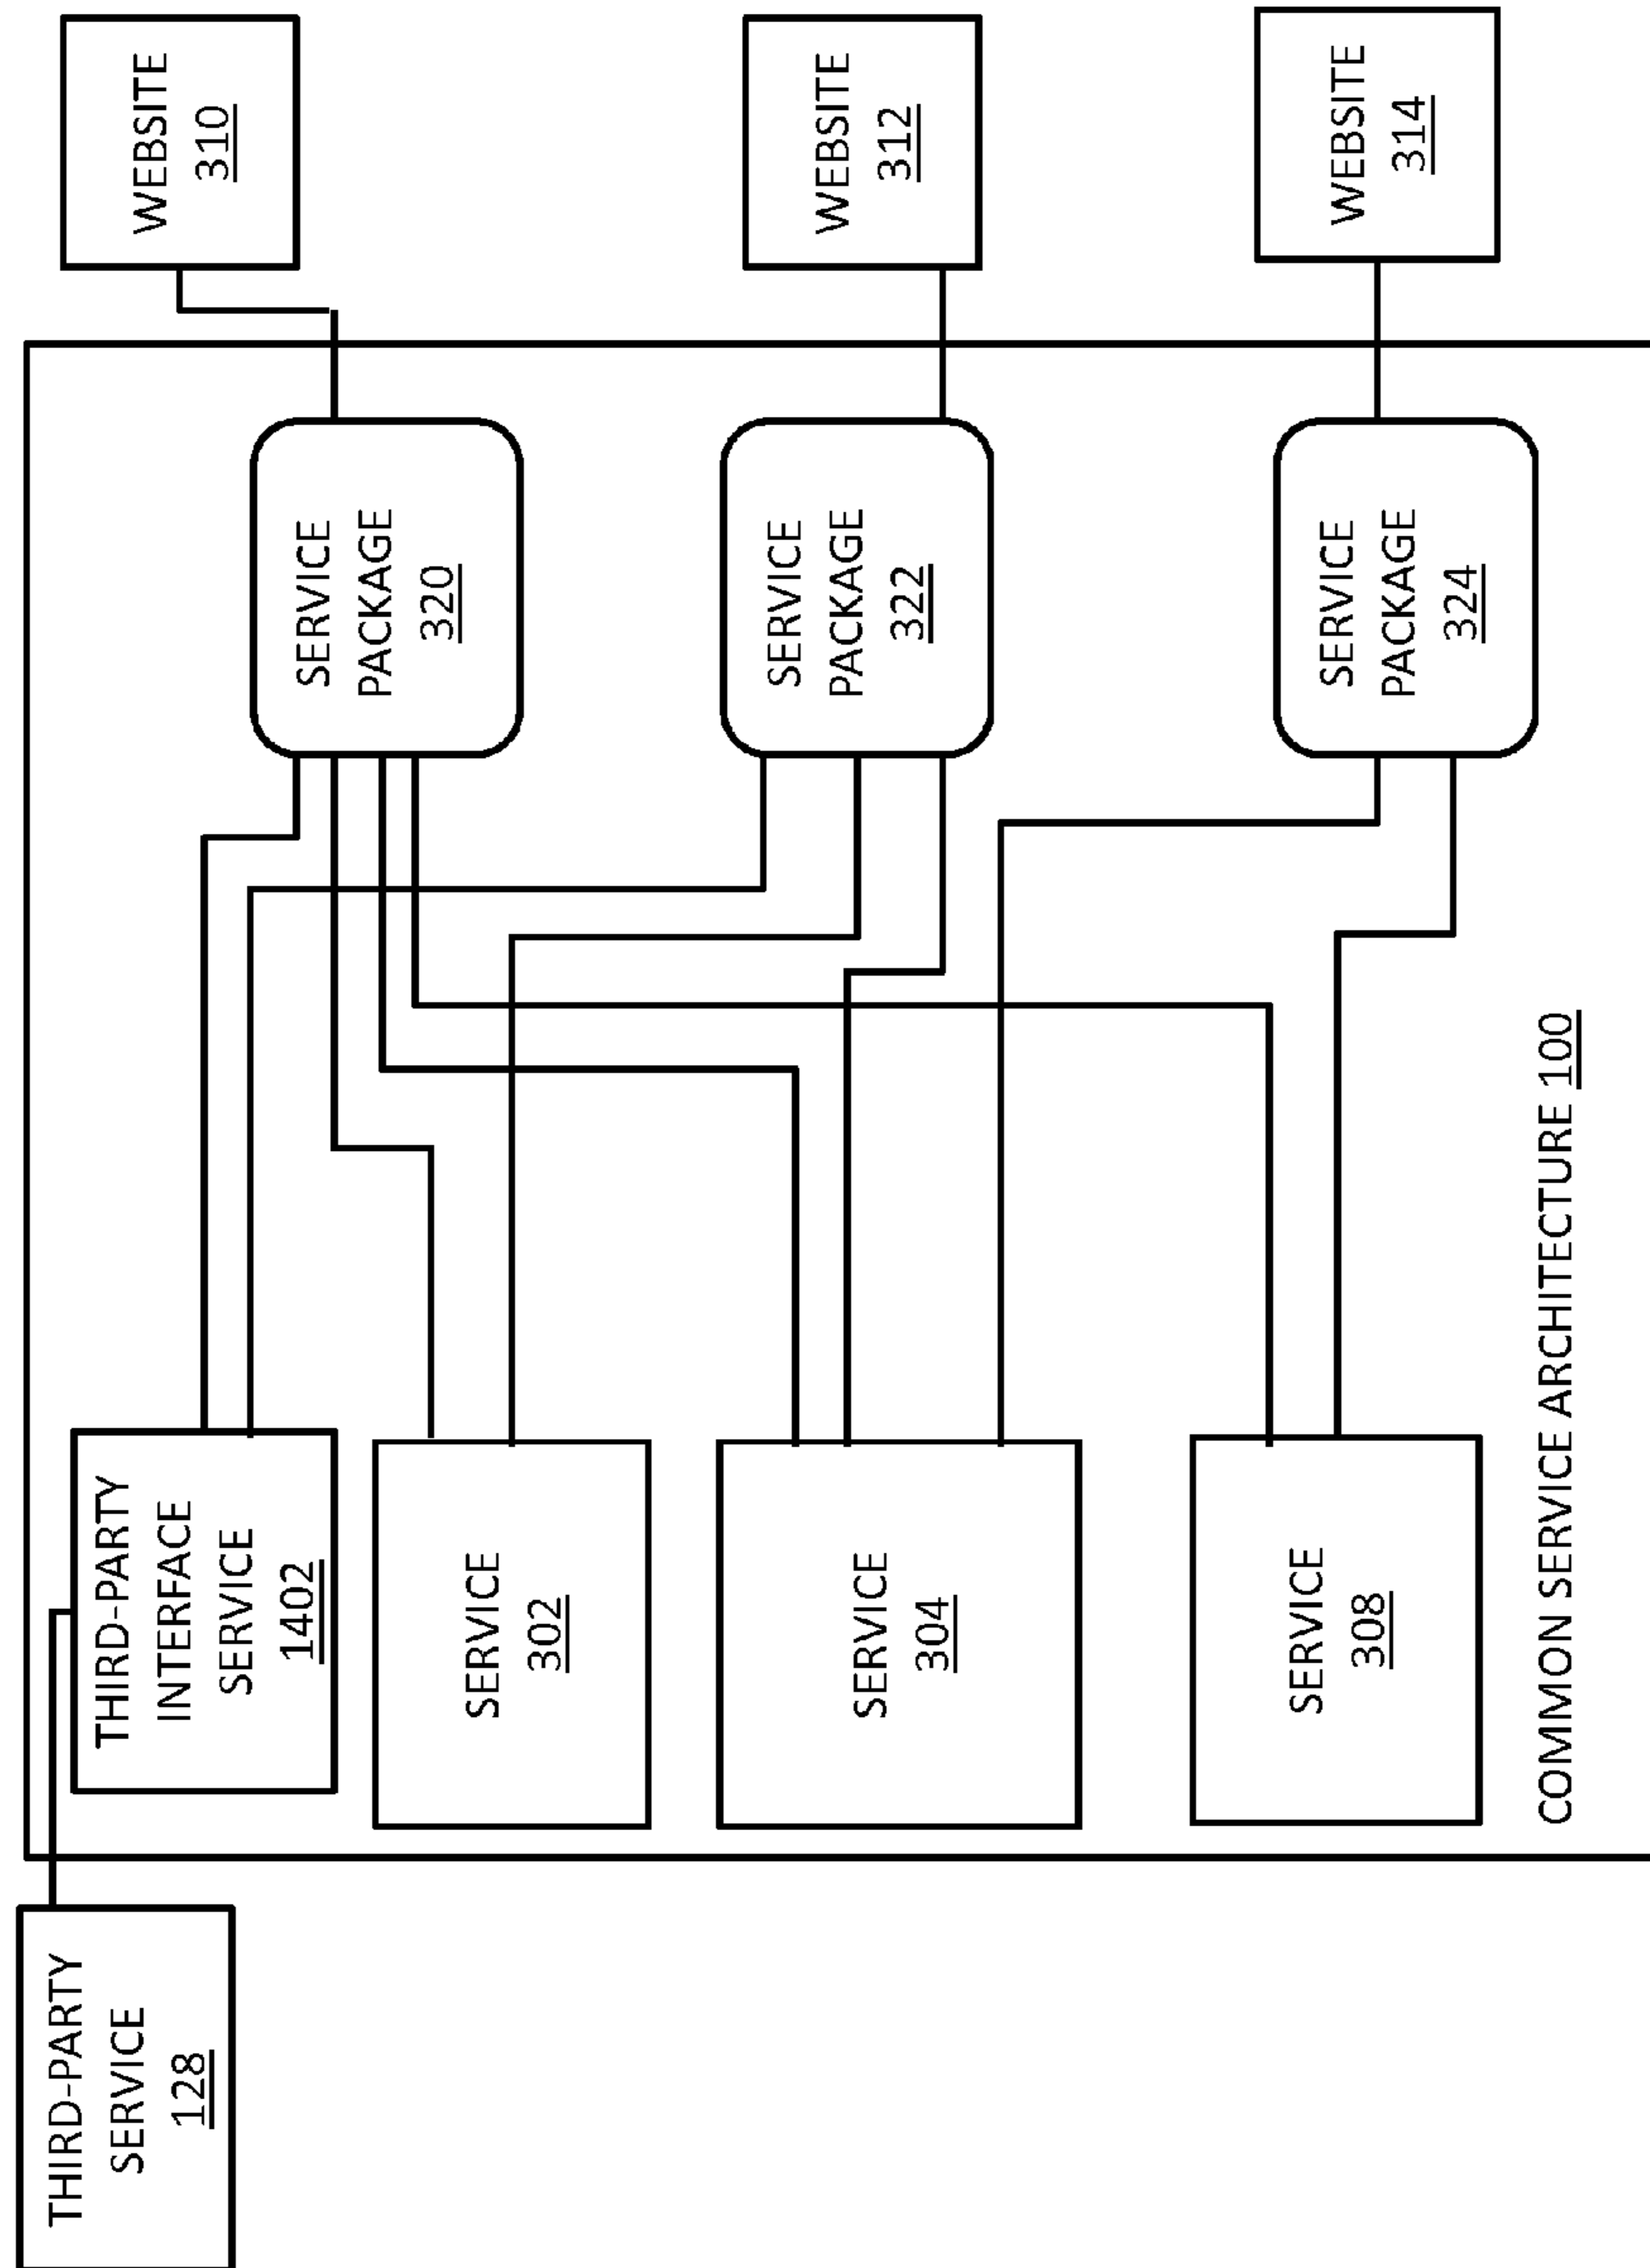 THIRD-PARTY
SERVICE
128
THIRD-PARTY
INTERFACE
SERVICE
1402
SERVICE
302
SERVICE
304
SERVICE
308
COMMON SERVICE ARCHITECTURE 100
SERVICE
PACKAGE
320
SERVICE
PACKAGE
322
SERVICE
PACKAGE
324
WEBSITE
310
WEBSITE
312
WEBSITE
314